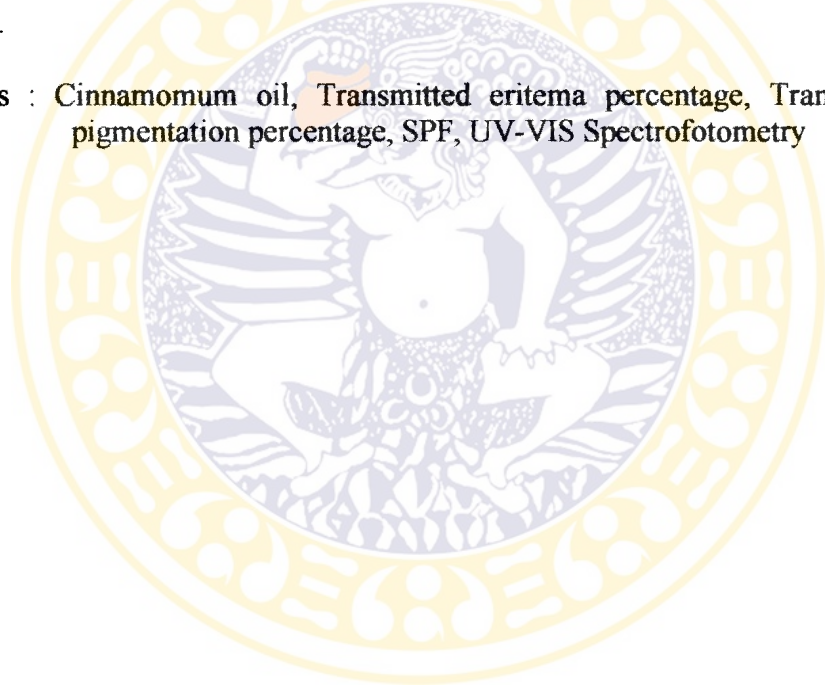 : Cinnamomum oil, Transmitted eritema percentage,
pigmentation percentage, SPF, UV-VIS Spectrofotometry